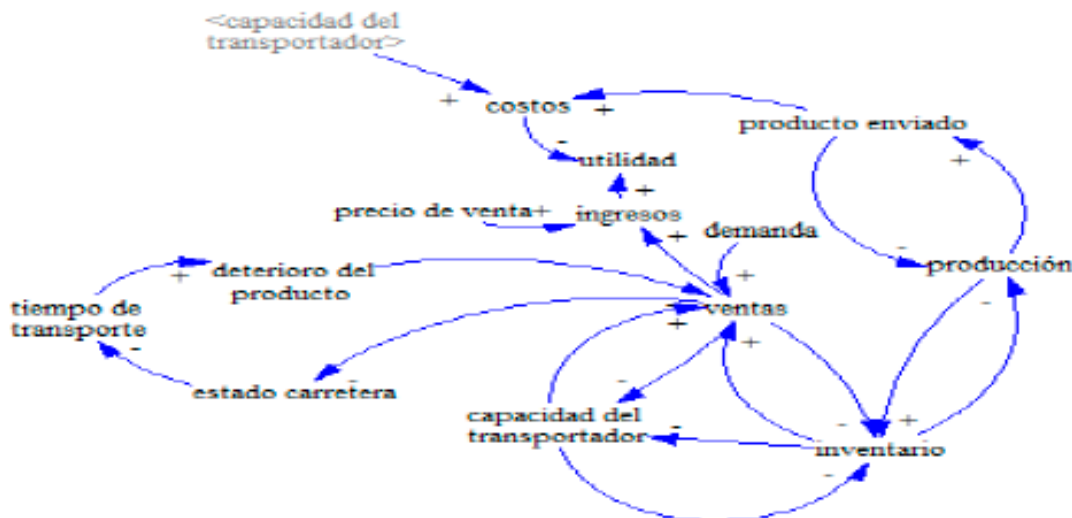 <capacidad del
transportador>
+
costos
+
producto enviado
-
utilidad
+
+
precio de venta+
ingresos
+
demanda
-
producción
+
deterioro del
producto
+
-
tiempo de
transporte
ventas
+
+
-
estado carretera
-
-
capacidad del
transportador
-
-
+
inventario
-